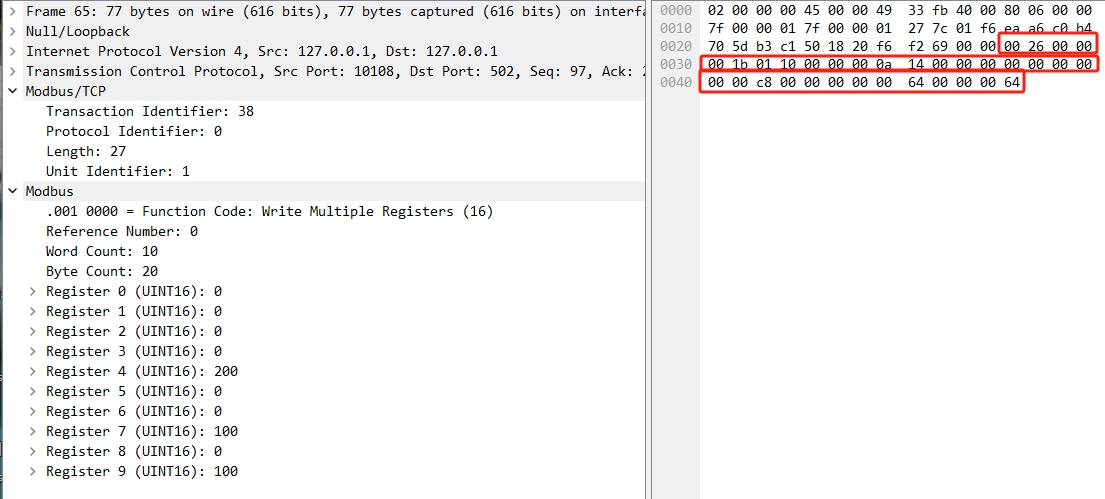 Frame 65: 77 bytes on wire (616 bits), 77 bytes captured (616 bits) on interfa
Null/Loopback
Internet Protocol Version 4, Src: 127.0.0.1, Dst: 127.0.0.1
Transmission Control Protocol, Src Port: 10108, Dst Port: 502, Seq: 97, Ack: 2
Modbus/TCP
Transaction Identifier: 38
Protocol Identifier: 0
Length: 27
Unit Identifier: 1
Modbus
.001 0000 = Function Code: Write Multiple Registers (16)
Reference Number: 0
Word Count: 10
Byte Count: 20
Register 0 (UINT16): 0
Register 1 (UINT16): 0
Register 2 (UINT16): 0
Register 3 (UINT16): 0
Register 4 (UINT16): 200
Register 5 (UINT16): 0
Register 6 (UINT16): 0
Register 7 (UINT16): 100
Register 8 (UINT16): 0
Register 9 (UINT16): 100
0000 02 00 00 00 45 00 00 49 33 fb 40 00 80 06 00 00
0010 7f 00 00 01 7f 00 00 01 27 7c 01 f6 ea a6 c0 b4
0020 70 5d b3 c1 50 18 20 f6 f2 69 00 00 00 26 00 00
0030 00 1b 01 10 00 00 00 0a 14 00 00 00 00 00 00 00
0040 00 00 c8 00 00 00 00 00 64 00 00 00 64